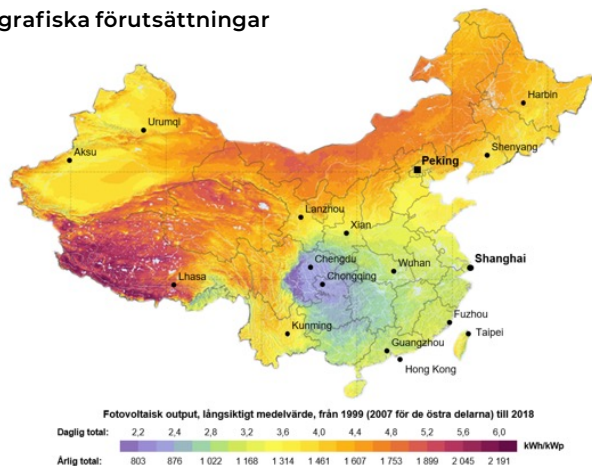 grafiska förutsättningar
Harbin
Urumqi
Shenyang
Aksu
Peking
Lanzhou
Xian
Chengdu
Wuhan
Shanghai
Chongqing
Lhasa
Fuzhou
Kunming
Taipei
Guangzhou
Hong Kong
Fotovoltaisk output, långsiktigt medelvärde, från 1999 (2007 för de östra delarna) till 2018
Daglig total: 2,2 2,4 2,8 3,2 3,6 4,0 4,4 4,8 5,2 5,6 6,0
kWh/kWp
Årlig total: 803 876 1 022 1 168 1 314 1 461 1 607 1 753 1 899 2 045 2 191